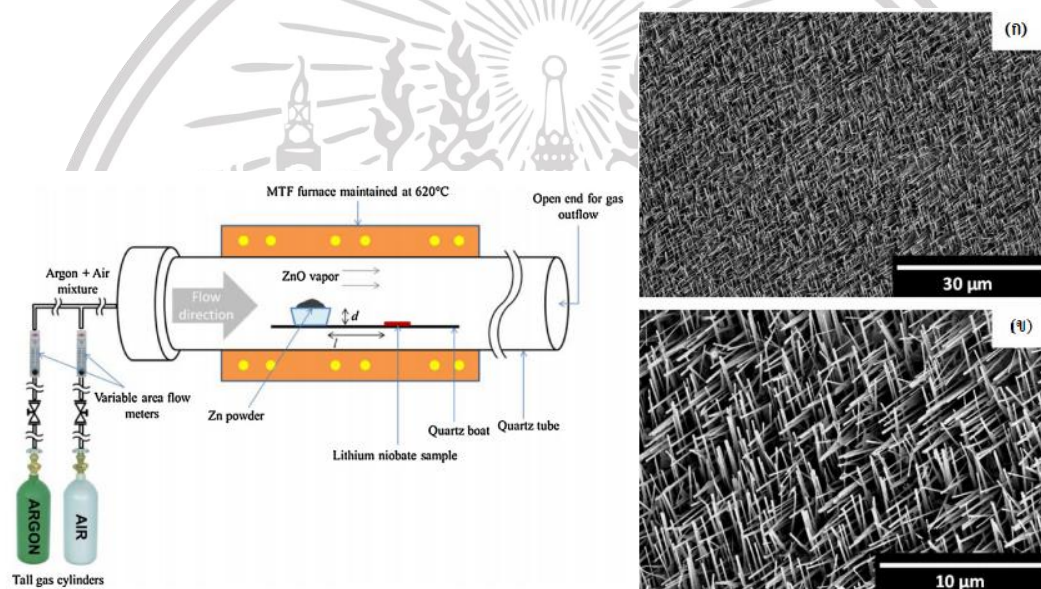 MTF furnace maintained at 620°C
Open end for gas
outflow
Argon + Air
mixture
ZnO vapor
Flow
direction
d
l
Variable area flow
meters
Zn powder
Quartz boat
Quartz tube
Lithium niobate sample
ARGON
AIR
Tall gas cylinders
(ก)
30 µm
(ข)
10 µm